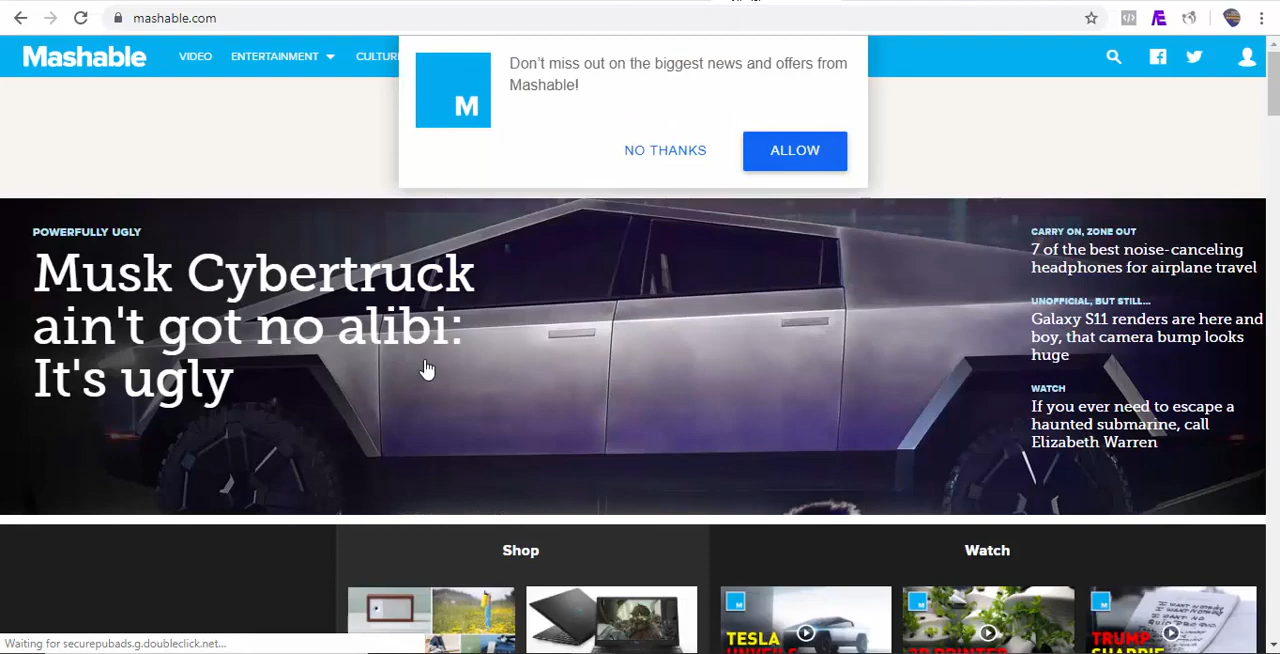 mashable.com
Mashable
VIDEO
ENTERTAINMENT
CULTUR
Don't miss out on the biggest news and offers from
Mashable!
M
NO THANKS
ALLOW
POWERFULLY UGLY
Musk Cybertruck
ain't got no alibi:
It's ugly
CARRY ON, ZONE OUT
7 of the best noise-canceling
headphones for airplane travel
UNOFFICIAL, BUT STILL...
Galaxy S11 renders are here and
boy, that camera bump looks
huge
WATCH
If you ever need to escape a
haunted submarine, call
Elizabeth Warren
Shop
Watch
TESLA
UNVEILS
3D PRINTER
TRUMP
SHARPIE
Waiting for securepubads.g.doubleclick.net...